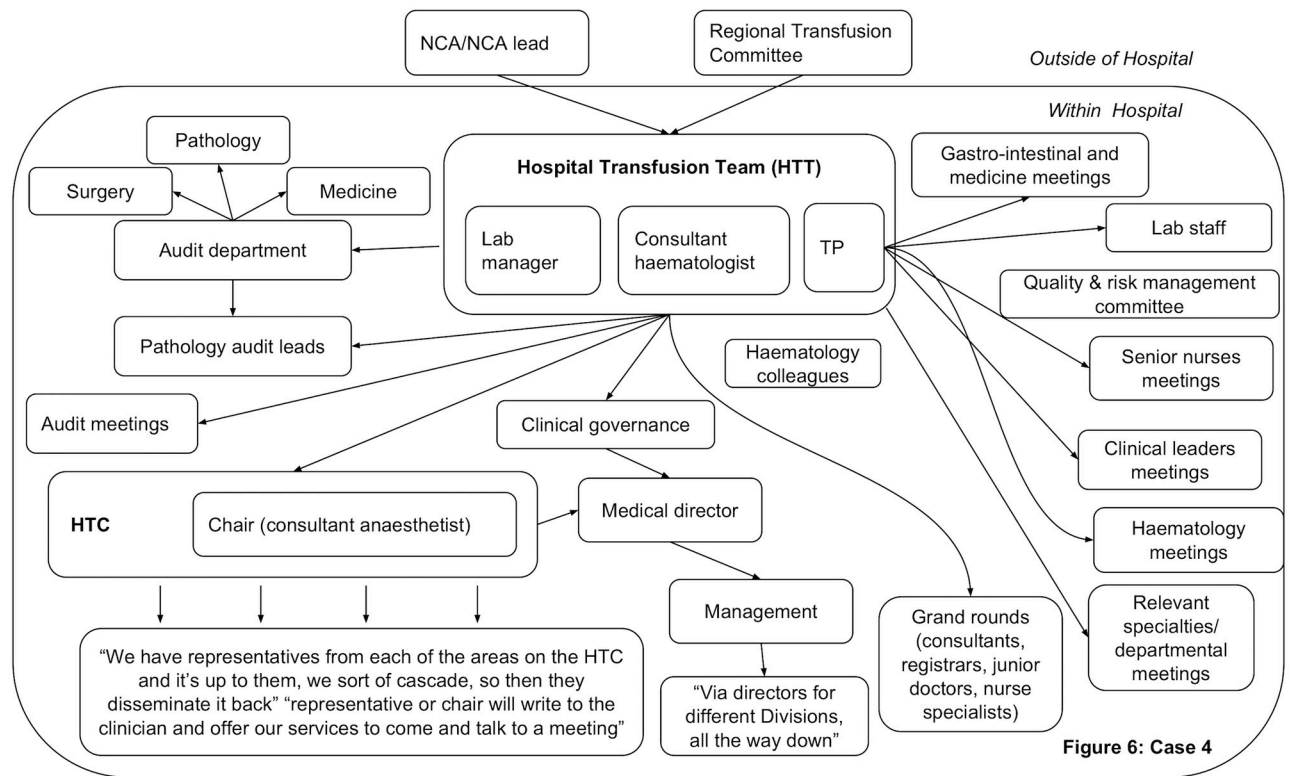 NCA/NCA lead
Regional Transfusion
Committee
Outside of Hospital
Within Hospital
Pathology
Surgery
Medicine
Audit department
Pathology audit leads
Audit meetings
Hospital Transfusion Team (HTT)
Lab
manager
Consultant
haematologist
TP
Gastro-intestinal and
medicine meetings
Lab staff
Quality & risk management
committee
Senior nurses
meetings
Clinical leaders
meetings
Haematology
meetings
Relevant
specialties/
departmental
meetings
Haematology
colleagues
Clinical governance
HTC
Chair (consultant anaesthetist)
Medical director
Management
“Via directors for
different Divisions,
all the way down”
Grand rounds
(consultants,
registrars, junior
doctors, nurse
specialists)
“We have representatives from each of the areas on the HTC
and it’s up to them, we sort of cascade, so then they
disseminate it back” “representative or chair will write to the
clinician and offer our services to come and talk to a meeting”
Figure 6: Case 4